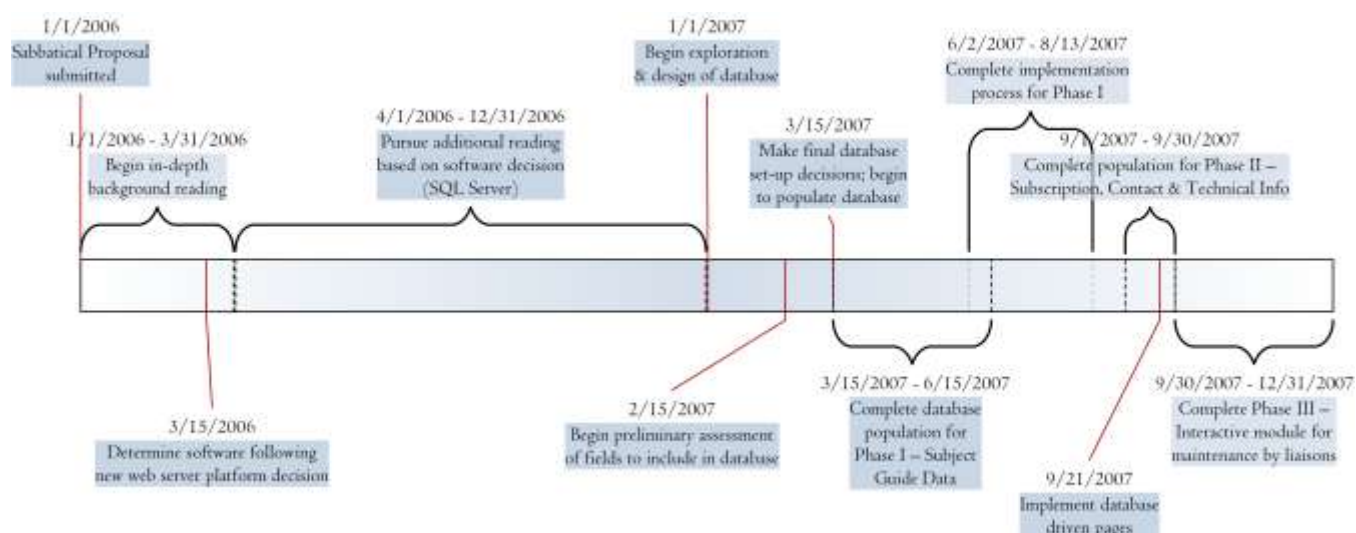 1/1/2006
Sabbatical Proposal
submitted
1/1/2006 - 3/31/2006
Begin in-depth
background reading
4/1/2006 - 12/31/2006
Pursue additional reading
based on software decision
(SQL Server)
1/1/2007
Begin exploration
& design of database
3/15/2007
Make final database
set-up decisions; begin
to populate database
6/2/2007 - 8/13/2007
Complete implementation
process for Phase I
9/1/2007 - 9/30/2007
Complete population for Phase II –
Subscription, Contact & Technical Info
3/15/2006
Determine software following
new web server platform decision
2/15/2007
Begin preliminary assessment
of fields to include in database
3/15/2007 - 6/15/2007
Complete database
population for
Phase I – Subject
Guide Data
9/21/2007
Implement database
driven pages
9/30/2007 - 12/31/2007
Complete Phase III –
Interactive module for
maintenance by liaisons